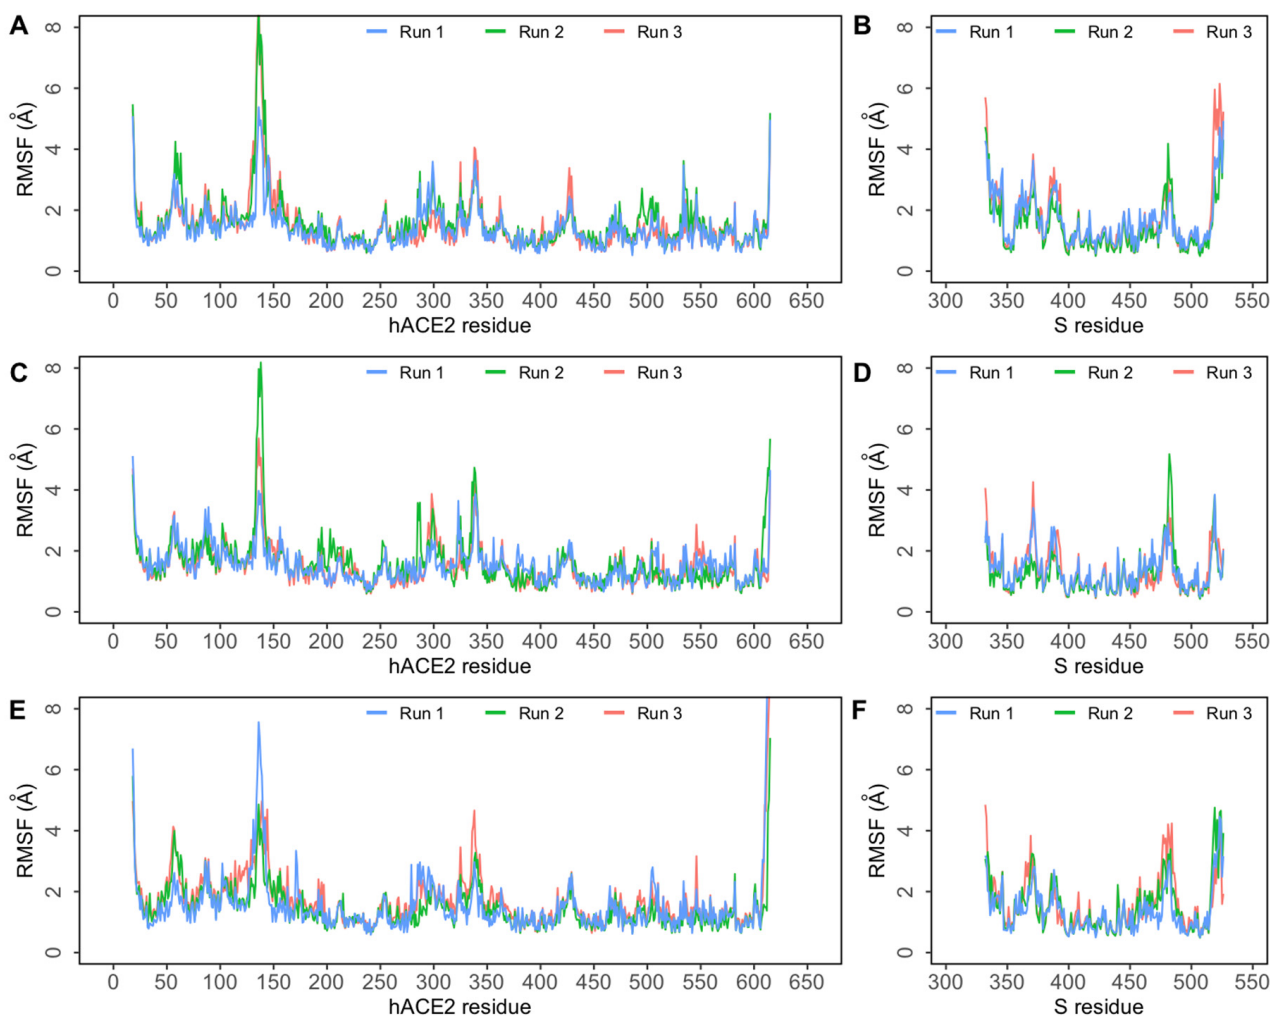 A
Run 1 Run 2 Run 3
RMSF (Å)
0 2 4 6 8
0 50 100 150 200 250 300 350 400 450 500 550 600 650
hACE2 residue
B
Run 1 Run 2 Run 3
RMSF (Å)
0 2 4 6 8
300 350 400 450 500 550
S residue
C
Run 1 Run 2 Run 3
RMSF (Å)
0 2 4 6 8
0 50 100 150 200 250 300 350 400 450 500 550 600 650
hACE2 residue
D
Run 1 Run 2 Run 3
RMSF (Å)
0 2 4 6 8
300 350 400 450 500 550
S residue
E
Run 1 Run 2 Run 3
RMSF (Å)
0 2 4 6 8
0 50 100 150 200 250 300 350 400 450 500 550 600 650
hACE2 residue
F
Run 1 Run 2 Run 3
RMSF (Å)
0 2 4 6 8
300 350 400 450 500 550
S residue